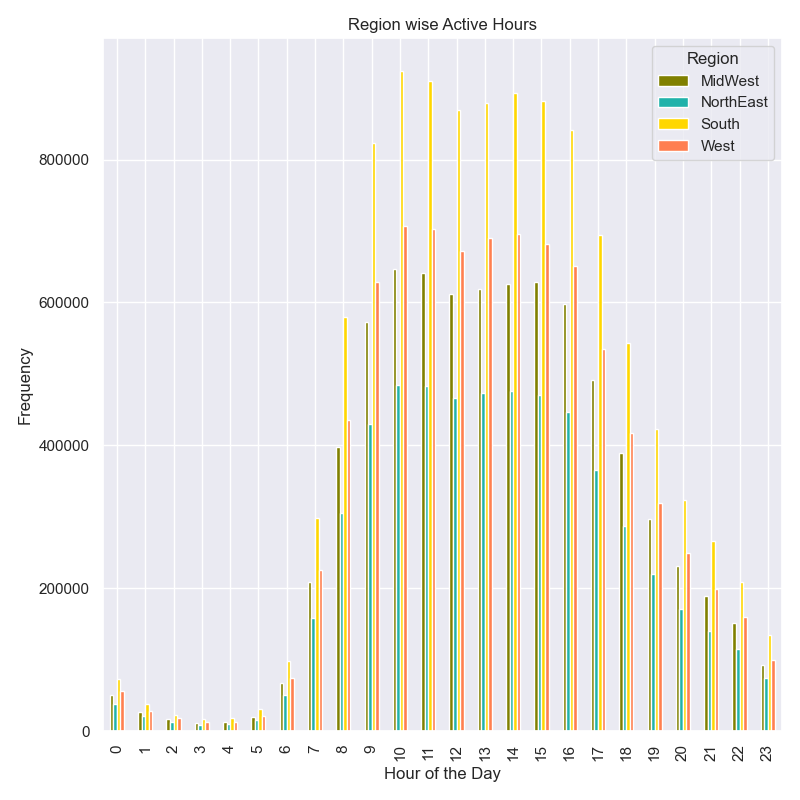 Region wise Active Hours
Region
MidWest
NorthEast
South
West
800000
600000
400000
200000
0
Frequency
0 1 2 3 4 5 6 7 8 9 10 11 12 13 14 15 16 17 18 19 20 21 22 23
Hour of the Day